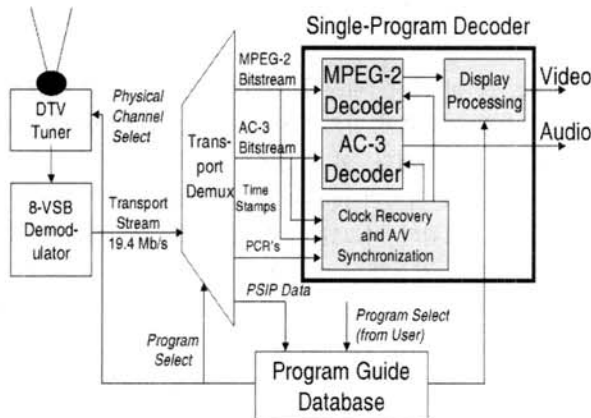 Single-Program Decoder
MPEG-2
Bitstream
MPEG-2
Decoder
Display
Processing
Video
DTV
Tuner
Physical
Channel
Select
Trans-
port
Demux
AC-3
Bitstream
AC-3
Decoder
Audio
8-VSB
Demod-
ulator
Transport
Stream
19.4 Mb/s
Time
Stamps
PCR's
Clock Recovery
and A/V
Synchronization
PSIP Data
Program
Select
Program Select
(from User)
Program Guide
Database